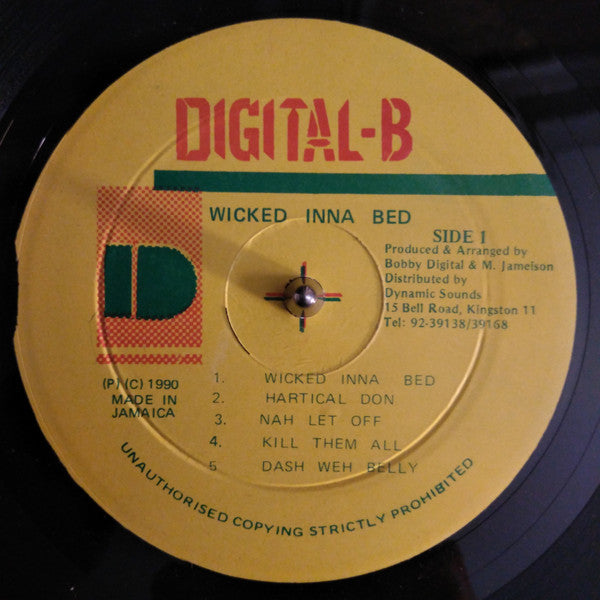 DIGITAL-B
WICKED INNA BED
SIDE 1
Produced & Arranged by
Bobby Digital & M. Jameison
Distributed by
Dynamic Sounds
15 Bell Road, Kingston 11
Tel: 92-39138/39168
D
(P) (C) 1990
MADE IN
JAMAICA
1. WICKED INNA BED
2. HARTICAL DON
3. NAH LET OFF
4. KILL THEM ALL
5 DASH WEH BELLY
UNAUTHORISED COPYING STRICTLY PROHIBITED